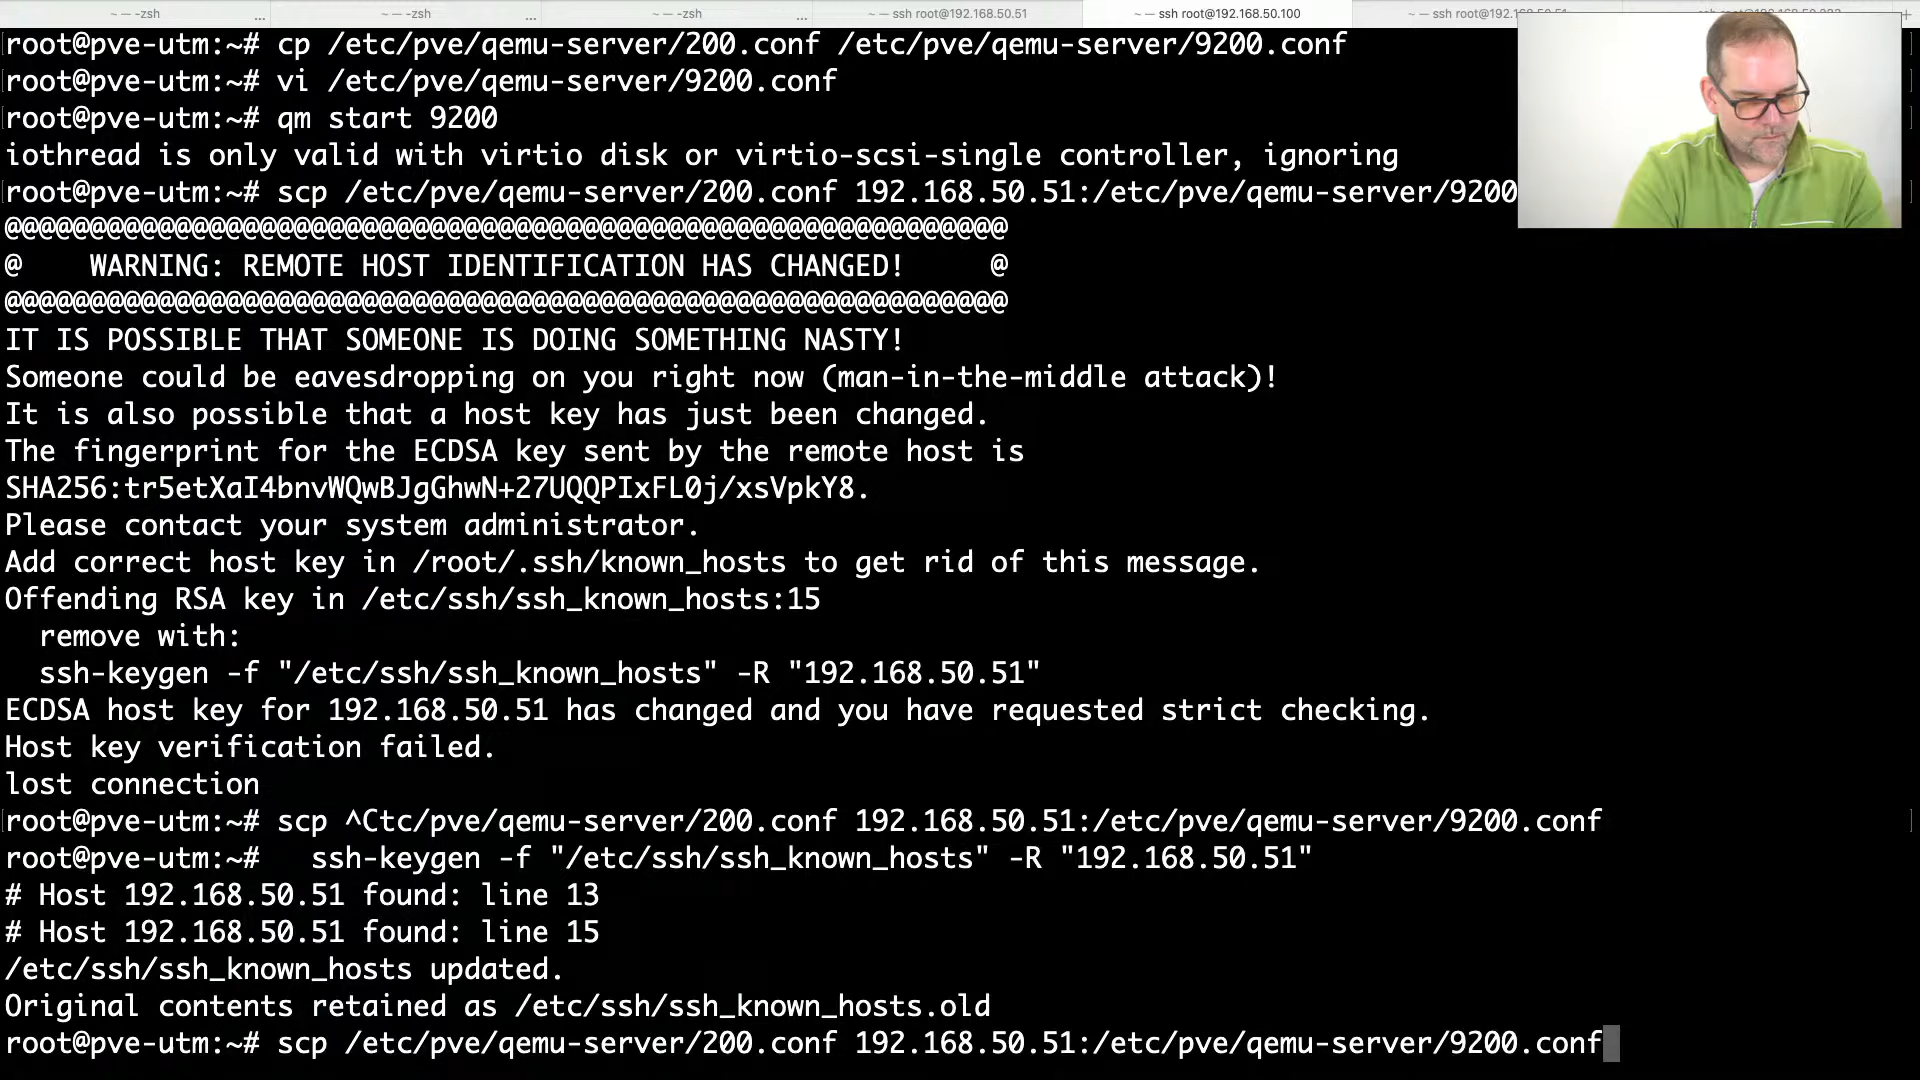 ~ — -zsh ... ~ — -zsh ... ~ — -zsh ... ~ — ssh root@192.168.50.51 ~ — ssh root@192.168.50.100 ~ — ssh root@192.168.50.51
root@pve-utm:~# cp /etc/pve/qemu-server/200.conf /etc/pve/qemu-server/9200.conf
root@pve-utm:~# vi /etc/pve/qemu-server/9200.conf
root@pve-utm:~# qm start 9200
iothread is only valid with virtio disk or virtio-scsi-single controller, ignoring
root@pve-utm:~# scp /etc/pve/qemu-server/200.conf 192.168.50.51:/etc/pve/qemu-server/9200
@@@@@@@@@@@@@@@@@@@@@@@@@@@@@@@@@@@@@@@@@@@@@@@@@@@@@@@@@@@
@    WARNING: REMOTE HOST IDENTIFICATION HAS CHANGED!     @
@@@@@@@@@@@@@@@@@@@@@@@@@@@@@@@@@@@@@@@@@@@@@@@@@@@@@@@@@@@
IT IS POSSIBLE THAT SOMEONE IS DOING SOMETHING NASTY!
Someone could be eavesdropping on you right now (man-in-the-middle attack)!
It is also possible that a host key has just been changed.
The fingerprint for the ECDSA key sent by the remote host is
SHA256:tr5etXaI4bnvWQwBJgGhwN+27UQQPIxFL0j/xsVpkY8.
Please contact your system administrator.
Add correct host key in /root/.ssh/known_hosts to get rid of this message.
Offending RSA key in /etc/ssh/ssh_known_hosts:15
  remove with:
  ssh-keygen -f "/etc/ssh/ssh_known_hosts" -R "192.168.50.51"
ECDSA host key for 192.168.50.51 has changed and you have requested strict checking.
Host key verification failed.
lost connection
root@pve-utm:~# scp ^Ctc/pve/qemu-server/200.conf 192.168.50.51:/etc/pve/qemu-server/9200.conf
root@pve-utm:~#   ssh-keygen -f "/etc/ssh/ssh_known_hosts" -R "192.168.50.51"
# Host 192.168.50.51 found: line 13
# Host 192.168.50.51 found: line 15
/etc/ssh/ssh_known_hosts updated.
Original contents retained as /etc/ssh/ssh_known_hosts.old
root@pve-utm:~# scp /etc/pve/qemu-server/200.conf 192.168.50.51:/etc/pve/qemu-server/9200.conf